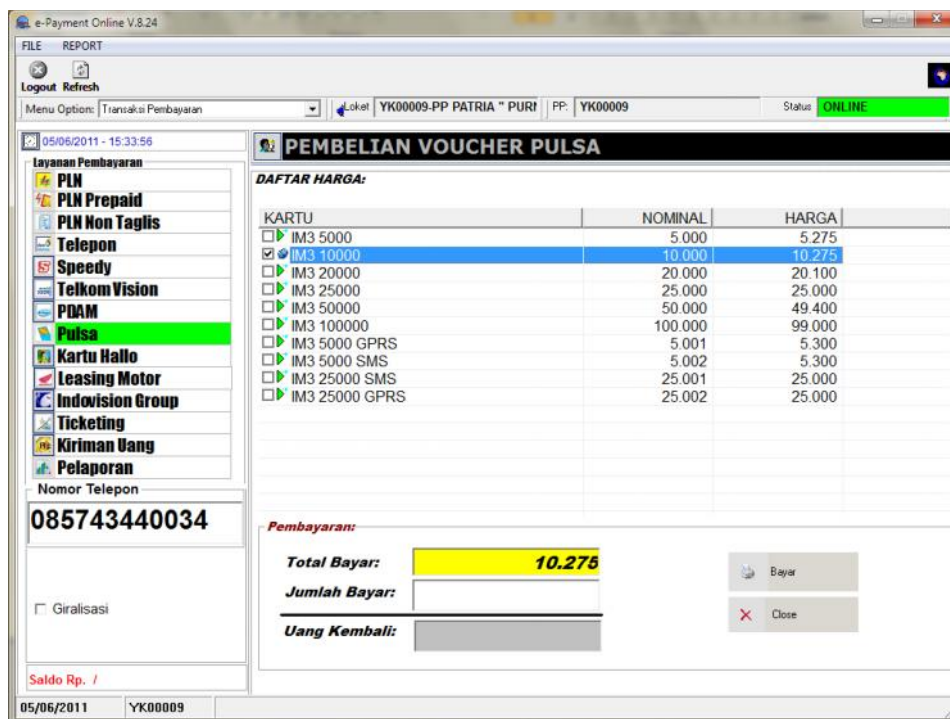 e-Payment Online V.8.24
FILE REPORT
Logout Refresh
Menu Option: Transaksi Pembayaran Loket YK00009-PP PATRIA " PURI PP: YK00009 Status ONLINE
05/06/2011 - 15:33:56
PEMBELIAN VOUCHER PULSA
Layanan Pembayaran
PLN
PLN Prepaid
PLN Non Taglis
Telepon
Speedy
Telkom Vision
PDAM
Pulsa
Kartu Hallo
Leasing Motor
Indovision Group
Ticketing
Kiriman Uang
Pelaporan
Nomor Telepon
085743440034
Giralisasi
Saldo Rp. /
DAFTAR HARGA:
KARTU NOMINAL HARGA
IM3 5000 5.000 5.275
IM3 10000 10.000 10.275
IM3 20000 20.000 20.100
IM3 25000 25.000 25.000
IM3 50000 50.000 49.400
IM3 100000 100.000 99.000
IM3 5000 GPRS 5.001 5.300
IM3 5000 SMS 5.002 5.300
IM3 25000 SMS 25.001 25.000
IM3 25000 GPRS 25.002 25.000
Pembayaran:
Total Bayar: 10.275
Jumlah Bayar:
Uang Kembali:
Bayar
Close
05/06/2011 YK00009